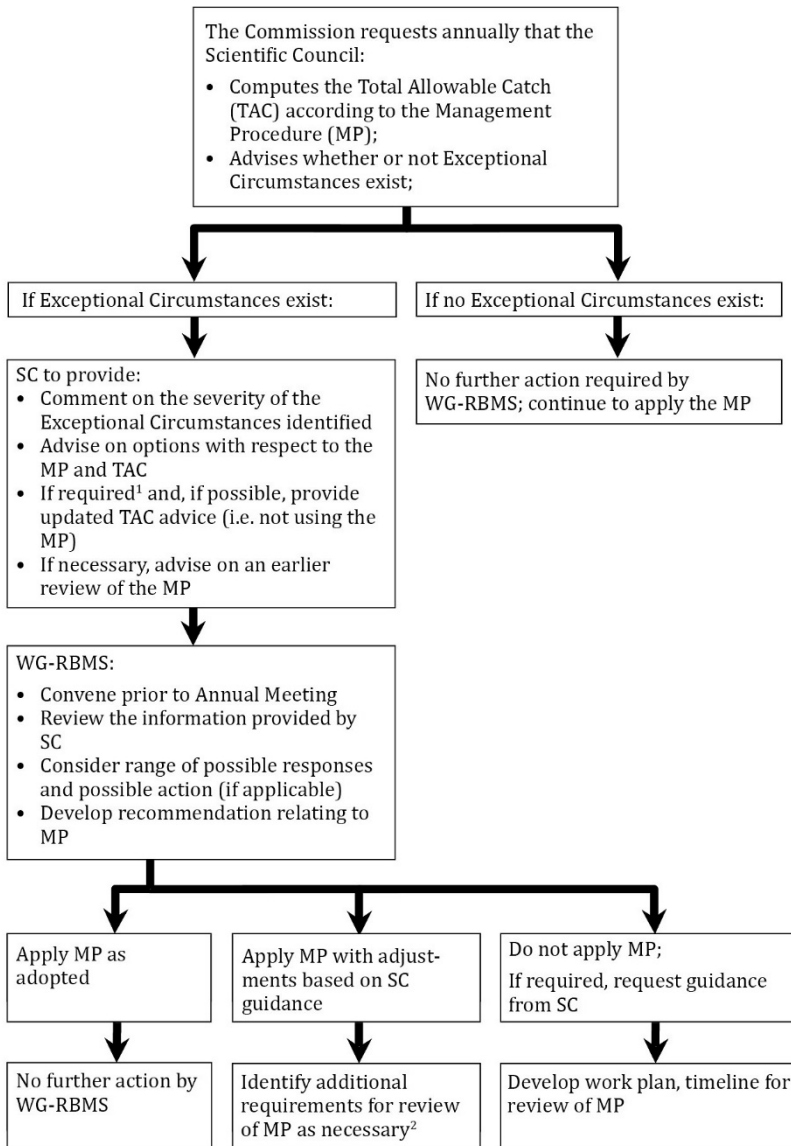 The Commission requests annually that the
Scientific Council:
• Computes the Total Allowable Catch
(TAC) according to the Management
Procedure (MP);
• Advises whether or not Exceptional
Circumstances exist;
If Exceptional Circumstances exist:
If no Exceptional Circumstances exist:
SC to provide:
• Comment on the severity of the
Exceptional Circumstances identified
• Advise on options with respect to the
MP and TAC
• If required¹ and, if possible, provide
updated TAC advice (i.e. not using the
MP)
• If necessary, advise on an earlier
review of the MP
No further action required by
WG-RBMS; continue to apply the MP
WG-RBMS:
• Convene prior to Annual Meeting
• Review the information provided by
SC
• Consider range of possible responses
and possible action (if applicable)
• Develop recommendation relating to
MP
Apply MP as
adopted
Apply MP with adjust-
ments based on SC
guidance
Do not apply MP;
If required, request guidance
from SC
No further action by
WG-RBMS
Identify additional
requirements for review
of MP as necessary²
Develop work plan, timeline for
review of MP